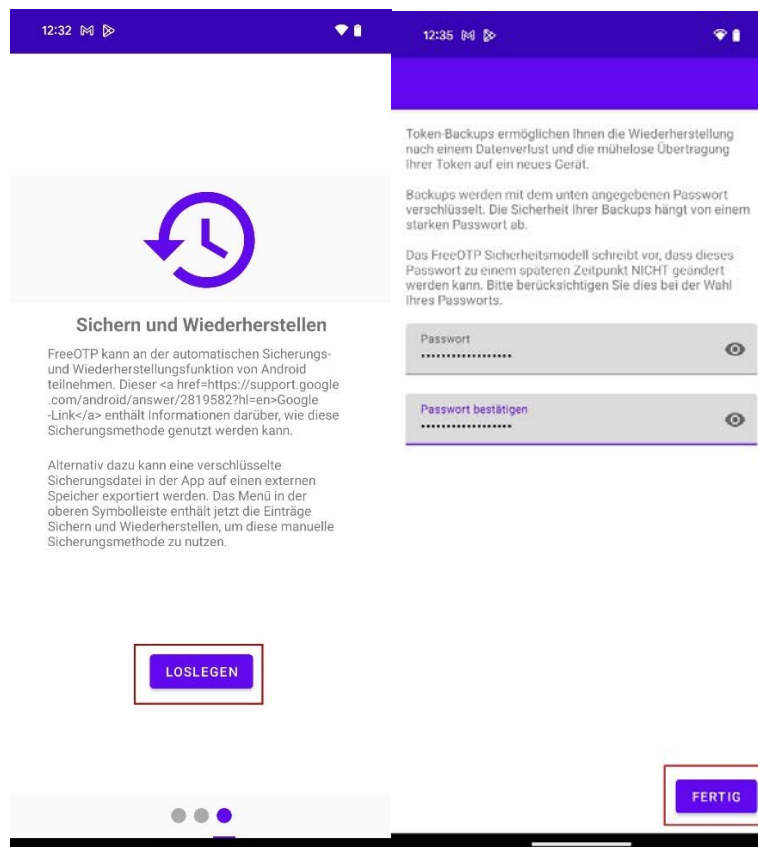 12:32
Sichern und Wiederherstellen
FreeOTP kann an der automatischen Sicherungs-
und Wiederherstellungsfunktion von Android
teilnehmen. Dieser <a href=https://support.google
.com/android/answer/2819582?hl=en>Google
-Link</a> enthält Informationen darüber, wie diese
Sicherungsmethode genutzt werden kann.
Alternativ dazu kann eine verschlüsselte
Sicherungsdatei in der App auf einen externen
Speicher exportiert werden. Das Menü in der
oberen Symbolleiste enthält jetzt die Einträge
Sichern und Wiederherstellen, um diese manuelle
Sicherungsmethode zu nutzen.
LOSLEGEN
12:35
Token-Backups ermöglichen Ihnen die Wiederherstellung
nach einem Datenverlust und die mühelose Übertragung
Ihrer Token auf ein neues Gerät.
Backups werden mit dem unten angegebenen Passwort
verschlüsselt. Die Sicherheit Ihrer Backups hängt von einem
starken Passwort ab.
Das FreeOTP Sicherheitsmodell schreibt vor, dass dieses
Passwort zu einem späteren Zeitpunkt NICHT geändert
werden kann. Bitte berücksichtigen Sie dies bei der Wahl
Ihres Passworts.
Passwort
Passwort bestätigen
FERTIG